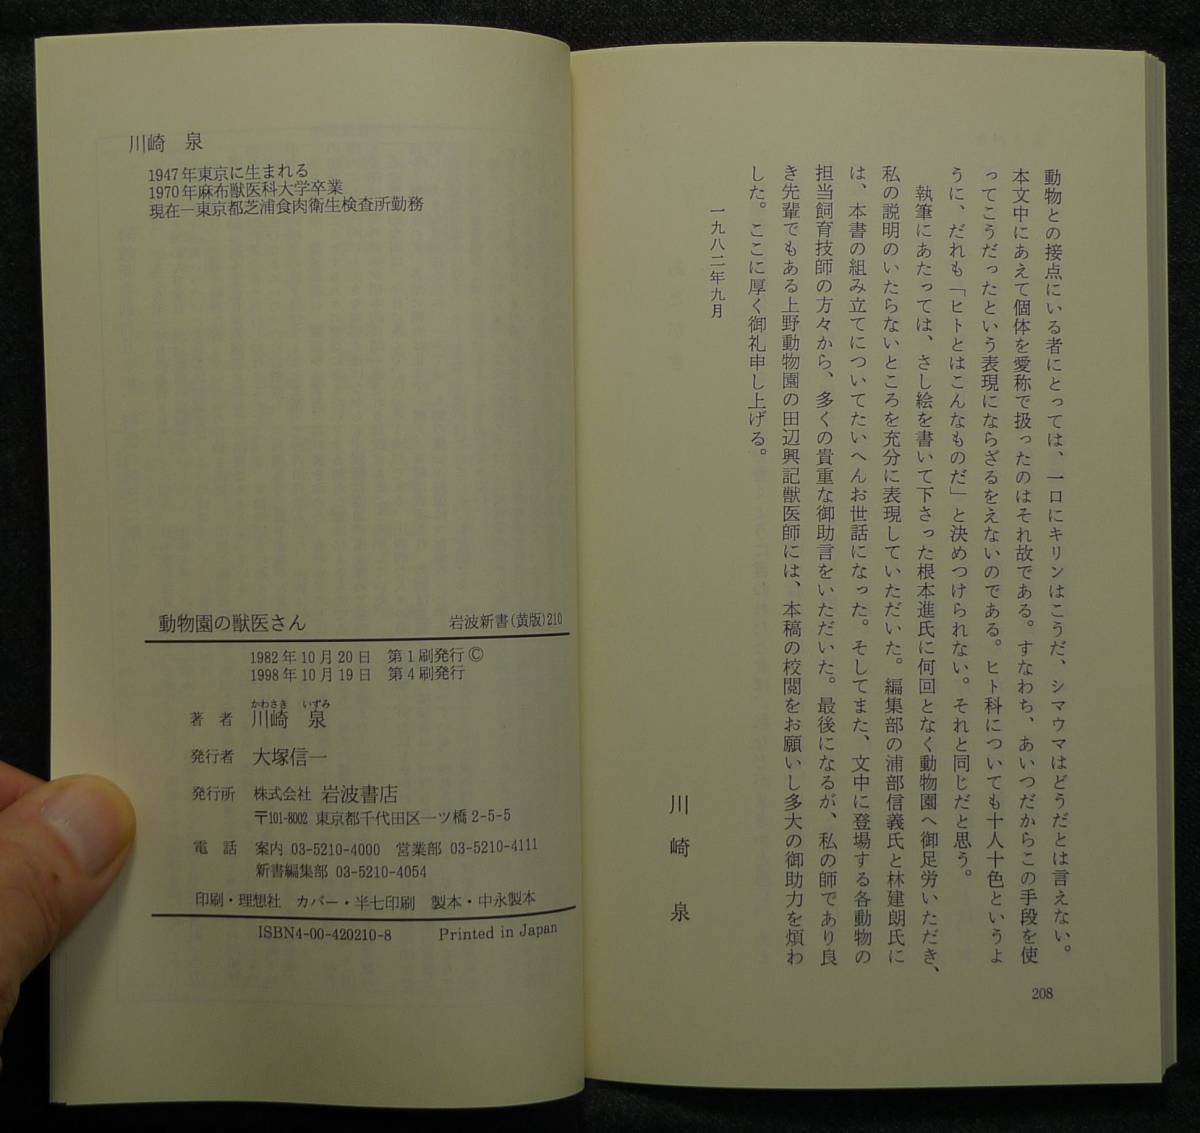 動物との接点にいる者にとっては、一口にキリンはこうだ、シマウマはどうだとは言えない。
本文中にあえて個体を愛称で扱ったのはそれ故である。すなわち、あいつだからこの手段を使
ってこうだったという表現にならざるをえないのである。ヒト科についても十人十色というよ
うに、だれも「ヒトとはこんなものだ」と決めつけられない。それと同じだと思う。
執筆にあたっては、さし絵を書いて下さった根本進氏に何回となく動物園へ御足労いただき、
私の説明のいたらないところを充分に表現していただいた。編集部の浦部信義氏と林建朗氏に
は、本書の組み立てについてたいへんお世話になった。そしてまた、文中に登場する各動物の
担当飼育技師の方々から、多くの貴重な御助言をいただいた。最後になるが、私の師であり良
き先輩でもある上野動物園の田辺興記獣医師には、本稿の校閲をお願いし多大の御助力を煩わ
した。ここに厚く御礼申し上げる。
一九八二年九月
川崎泉
208
川崎 泉
1947年東京に生まれる
1970年麻布獣医科大学卒業
現在―東京都芝浦食肉衛生検査所勤務
動物園の獣医さん 岩波新書(黄版)210
1982年10月20日 第1刷発行©
1998年10月19日 第4刷発行
かわさき いずみ
著者 川崎 泉
発行者 大塚信一
発行所 株式会社 岩波書店
〒101-8002 東京都千代田区一ツ橋2-5-5
電話 案内 03-5210-4000 営業部 03-5210-4111
新書編集部 03-5210-4054
印刷・理想社 カバー・半七印刷 製本・中永製本
ISBN4-00-420210-8 Printed in Japan